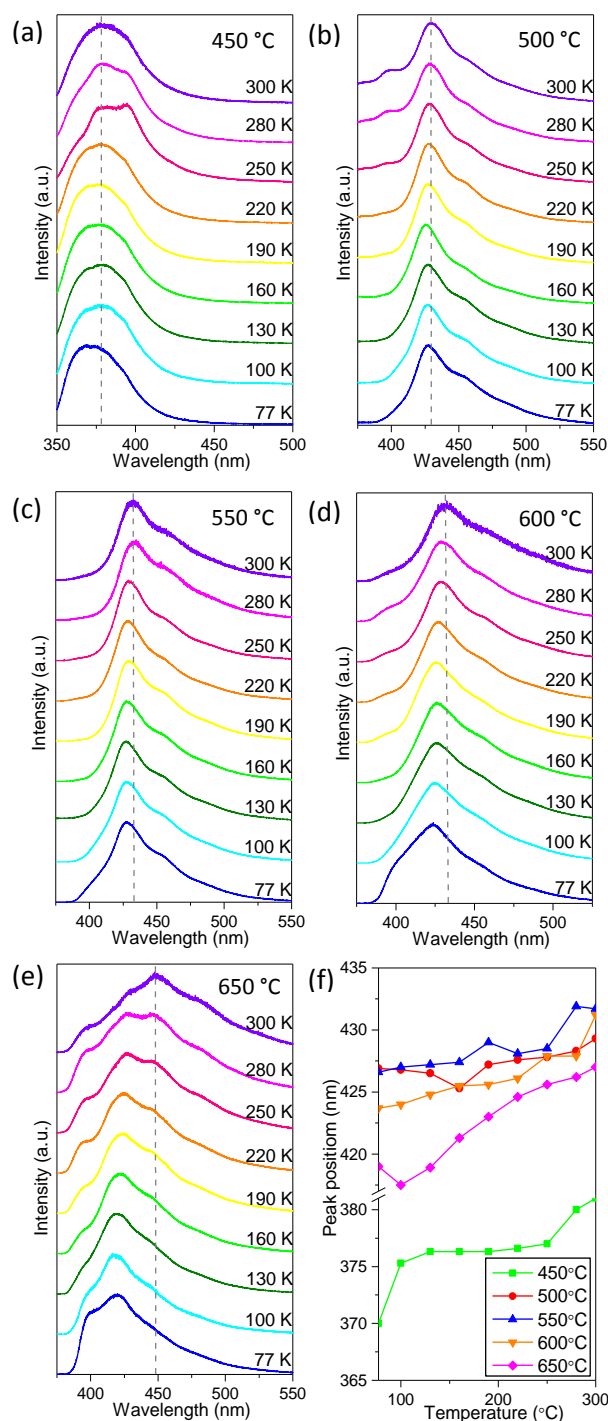 (a)
450 °C
300 K
280 K
250 K
220 K
190 K
160 K
130 K
100 K
77 K
Intensity (a.u.)
350
400
450
500
Wavelength (nm)
(b)
500 °C
300 K
280 K
250 K
220 K
190 K
160 K
130 K
100 K
77 K
Intensity (a.u.)
400
450
500
550
Wavelength (nm)
(c)
550 °C
300 K
280 K
250 K
220 K
190 K
160 K
130 K
100 K
77 K
Intensity (a.u.)
400
450
500
550
Wavelength (nm)
(d)
600 °C
300 K
280 K
250 K
220 K
190 K
160 K
130 K
100 K
77 K
Intensity (a.u.)
400
450
500
550
Wavelength (nm)
(e)
650 °C
300 K
280 K
250 K
220 K
190 K
160 K
130 K
100 K
77 K
Intensity (a.u.)
400
450
500
550
Wavelength (nm)
(f)
435
430
425
420
380
375
370
365
Peak positiom (nm)
450°C
500°C
550°C
600°C
650°C
100
150
200
250
300
Temperature (°C)